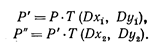 P' = P · T (Dx₁, Dy₁),
P'' = P' · T (Dx₂, Dy₂).